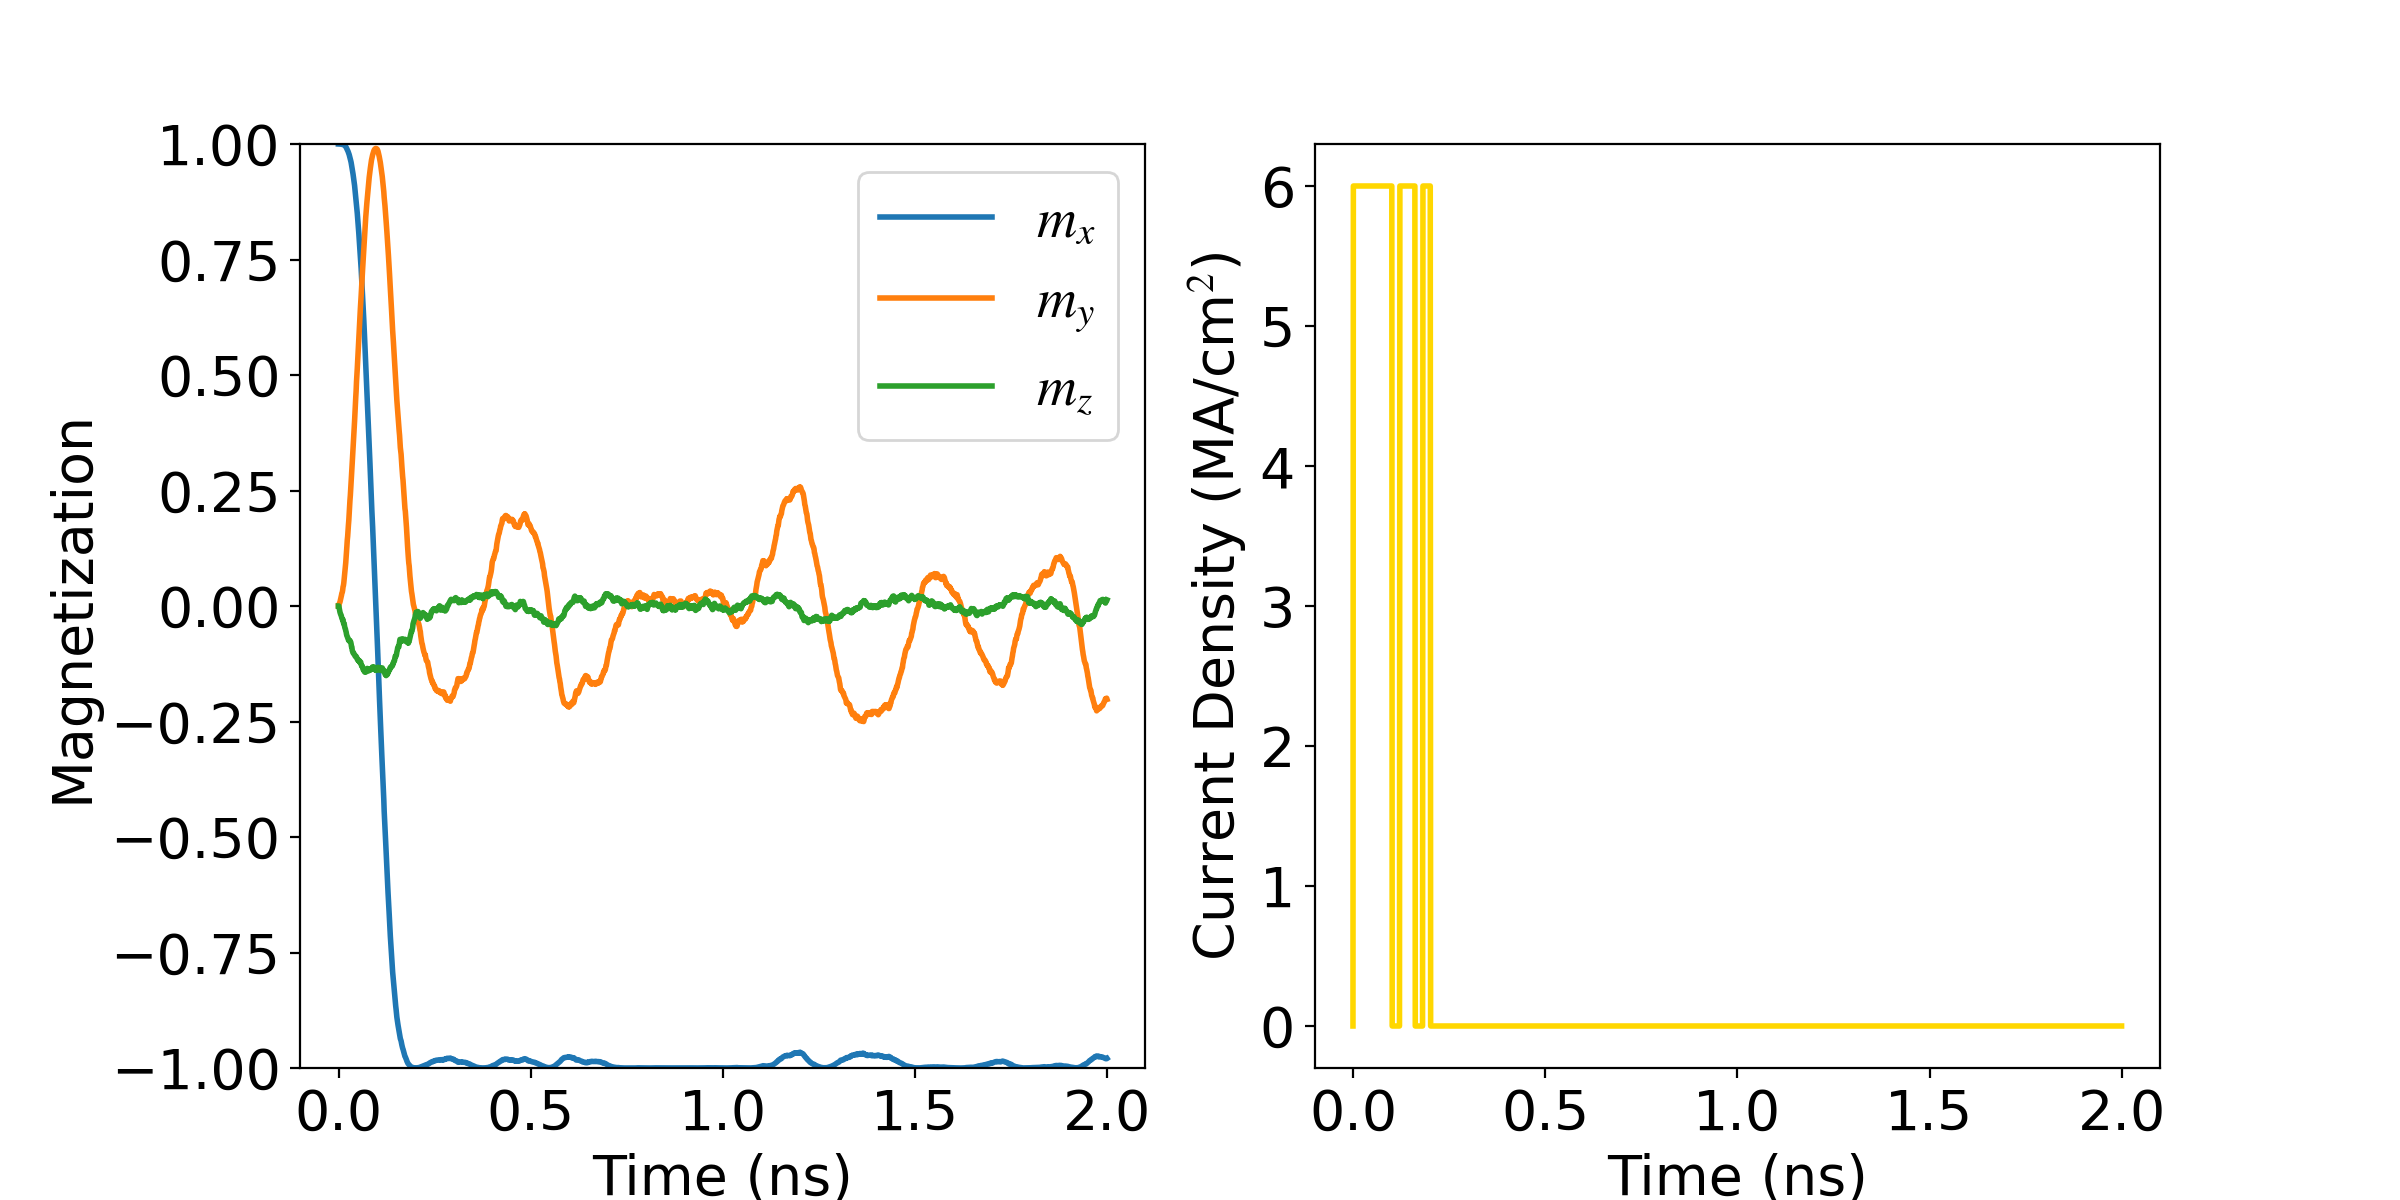 1.00
0.75
0.50
0.25
0.00
−0.25
−0.50
−0.75
−1.00
Magnetization
0.0 0.5 1.0 1.5 2.0
Time (ns)
m_x
m_y
m_z
6
5
4
3
2
1
0
Current Density (MA/cm²)
0.0 0.5 1.0 1.5 2.0
Time (ns)